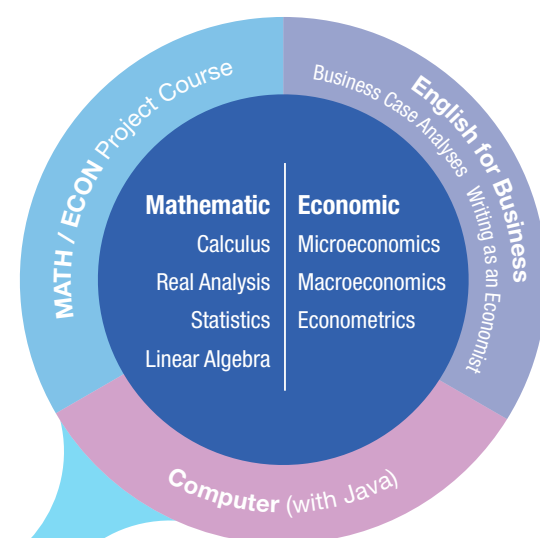 MATH / ECON Project Course
English for Business
Business Case Analyses
Writing as an Economist
Mathematic
Calculus
Real Analysis
Statistics
Linear Algebra
Economic
Microeconomics
Macroeconomics
Econometrics
Computer (with Java)